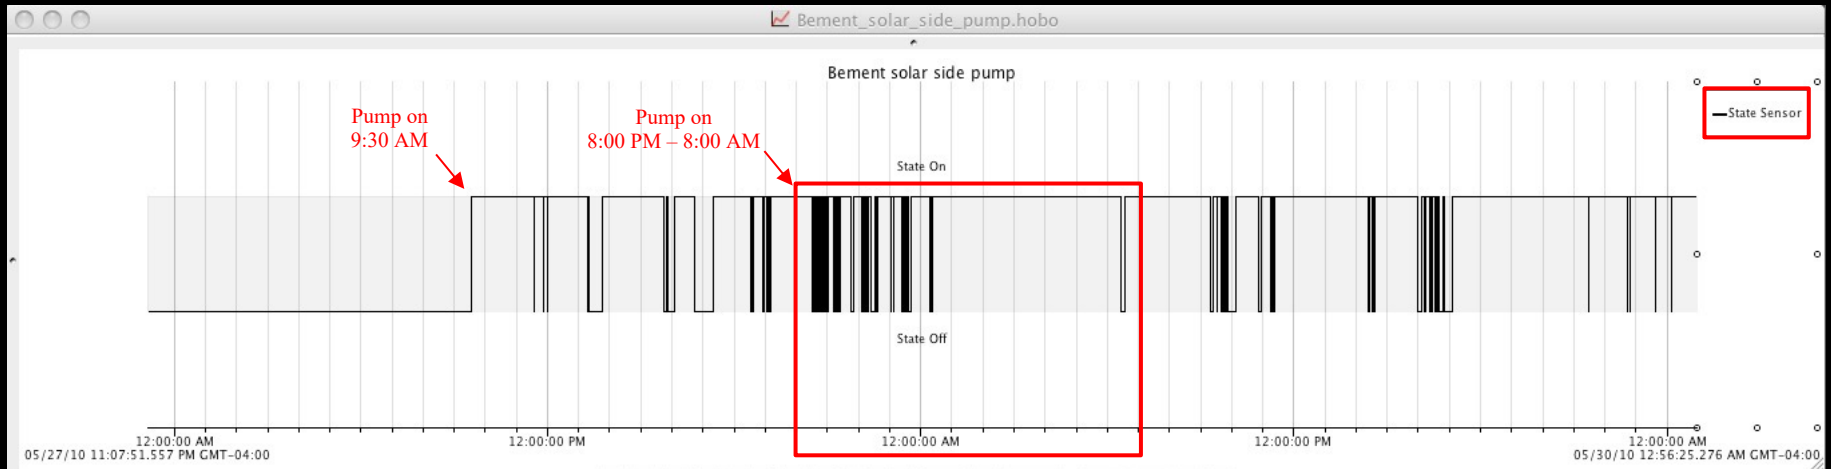 Bement_solar_side_pump.hobo
Bement solar side pump
Pump on
9:30 AM
Pump on
8:00 PM – 8:00 AM
State Sensor
State On
State Off
12:00:00 AM
12:00:00 PM
12:00:00 AM
12:00:00 PM
12:00:00 AM
05/27/10 11:07:51.557 PM GMT-04:00
05/30/10 12:56:25.276 AM GMT-04:00